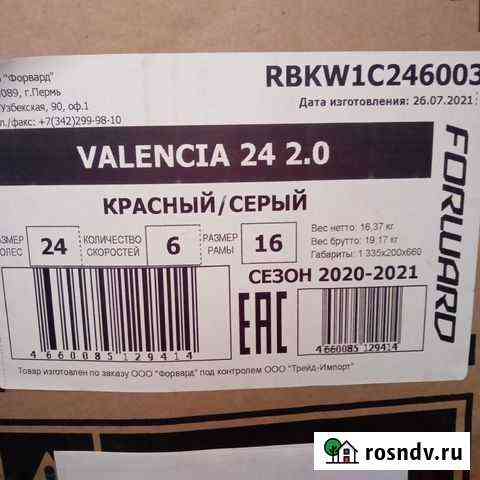 "Форвард"
RBKW1C246003
089, г.Пермь
Дата изготовления: 26.07.2021
Узбекская, 90, оф.1
л./факс: +7(342)299-98-10
VALENCIA 24 2.0
FORWARD
КРАСНЫЙ/СЕРЫЙ
ЗМЕР ЛЕС 24 КОЛИЧЕСТВО СКОРОСТЕЙ 6 РАЗМЕР РАМЫ 16
Вес нетто: 16,37 кг
Вес брутто: 19,17 кг
Габариты: 1 335x200x660
СЕЗОН 2020-2021
EAC
4 660085 129414
4 660085 129414
Товар изготовлен по заказу ООО "Форвард" под контролем ООО "Трейд-Импорт"
rosndv.ru